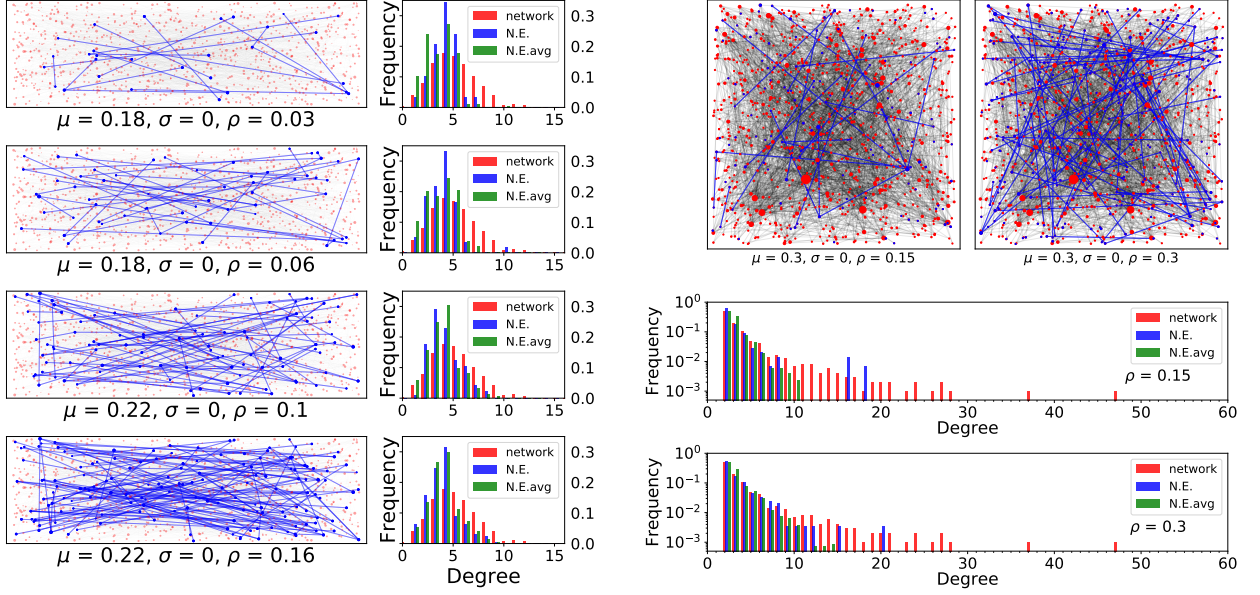 μ = 0.18, σ = 0, ρ = 0.03
Frequency
network
N.E.
N.E.avg
0.3
0.2
0.1
0.0
0
5
10
15
μ = 0.18, σ = 0, ρ = 0.06
Frequency
network
N.E.
N.E.avg
0.3
0.2
0.1
0.0
0
5
10
15
μ = 0.22, σ = 0, ρ = 0.1
Frequency
network
N.E.
N.E.avg
0.3
0.2
0.1
0.0
0
5
10
15
μ = 0.22, σ = 0, ρ = 0.16
Frequency
network
N.E.
N.E.avg
0.3
0.2
0.1
0.0
0
5
10
15
Degree
μ = 0.3, σ = 0, ρ = 0.15
μ = 0.3, σ = 0, ρ = 0.3
Frequency
10⁰
10⁻¹
10⁻²
10⁻³
network
N.E.
N.E.avg
ρ = 0.15
0 10 20 30 40 50 60
Degree
Frequency
10⁰
10⁻¹
10⁻²
10⁻³
network
N.E.
N.E.avg
ρ = 0.3
0 10 20 30 40 50 60
Degree